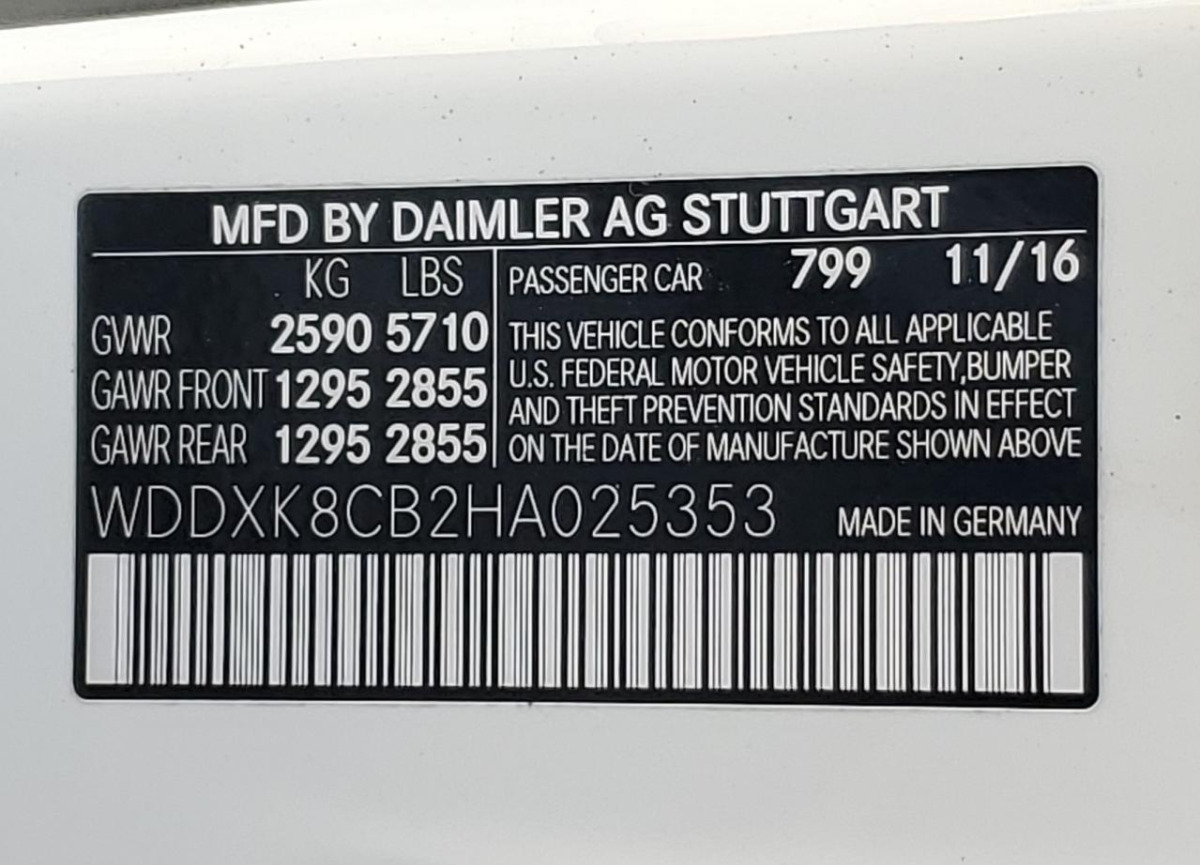 MFD BY DAIMLER AG STUTTGART
KG LBS
GVWR 2590 5710
GAWR FRONT 1295 2855
GAWR REAR 1295 2855
PASSENGER CAR 799 11/16
THIS VEHICLE CONFORMS TO ALL APPLICABLE
U.S. FEDERAL MOTOR VEHICLE SAFETY,BUMPER
AND THEFT PREVENTION STANDARDS IN EFFECT
ON THE DATE OF MANUFACTURE SHOWN ABOVE
WDDXK8CB2HA025353 MADE IN GERMANY